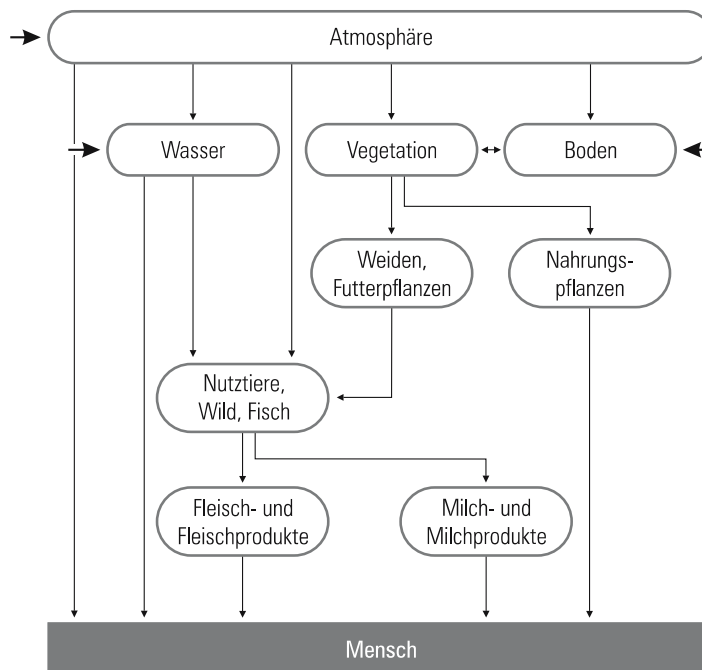 Atmosphäre
Wasser
Vegetation
Boden
Weiden,
Futterpflanzen
Nahrungs-
pflanzen
Nutztiere,
Wild, Fisch
Fleisch- und
Fleischprodukte
Milch- und
Milchprodukte
Mensch